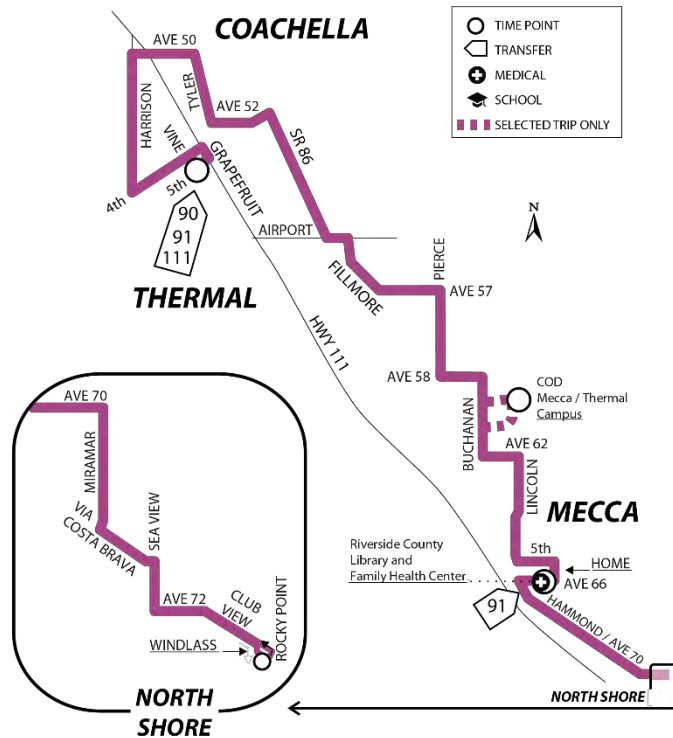 COACHELLA
TIME POINT
TRANSFER
MEDICAL
SCHOOL
SELECTED TRIP ONLY
AVE 50
HARRISON
TYLER
AVE 52
SR 86
VINE
GRAPEFRUIT
4th
5th
90
91
111
THERMAL
AIRPORT
N
FILLMORE
PIERCE
AVE 57
HWY 111
AVE 58
COD
Mecca / Thermal
Campus
BUCHANAN
AVE 62
LINCOLN
MECCA
5th
HOME
AVE 66
Riverside County
Library and
Family Health Center
91
HAMMOND / AVE 70
NORTH SHORE
AVE 70
MIRAMAR
VIA
COSTA BRAVA
SEA VIEW
AVE 72
CLUB
VIEW
ROCKY POINT
WINDLASS
NORTH
SHORE